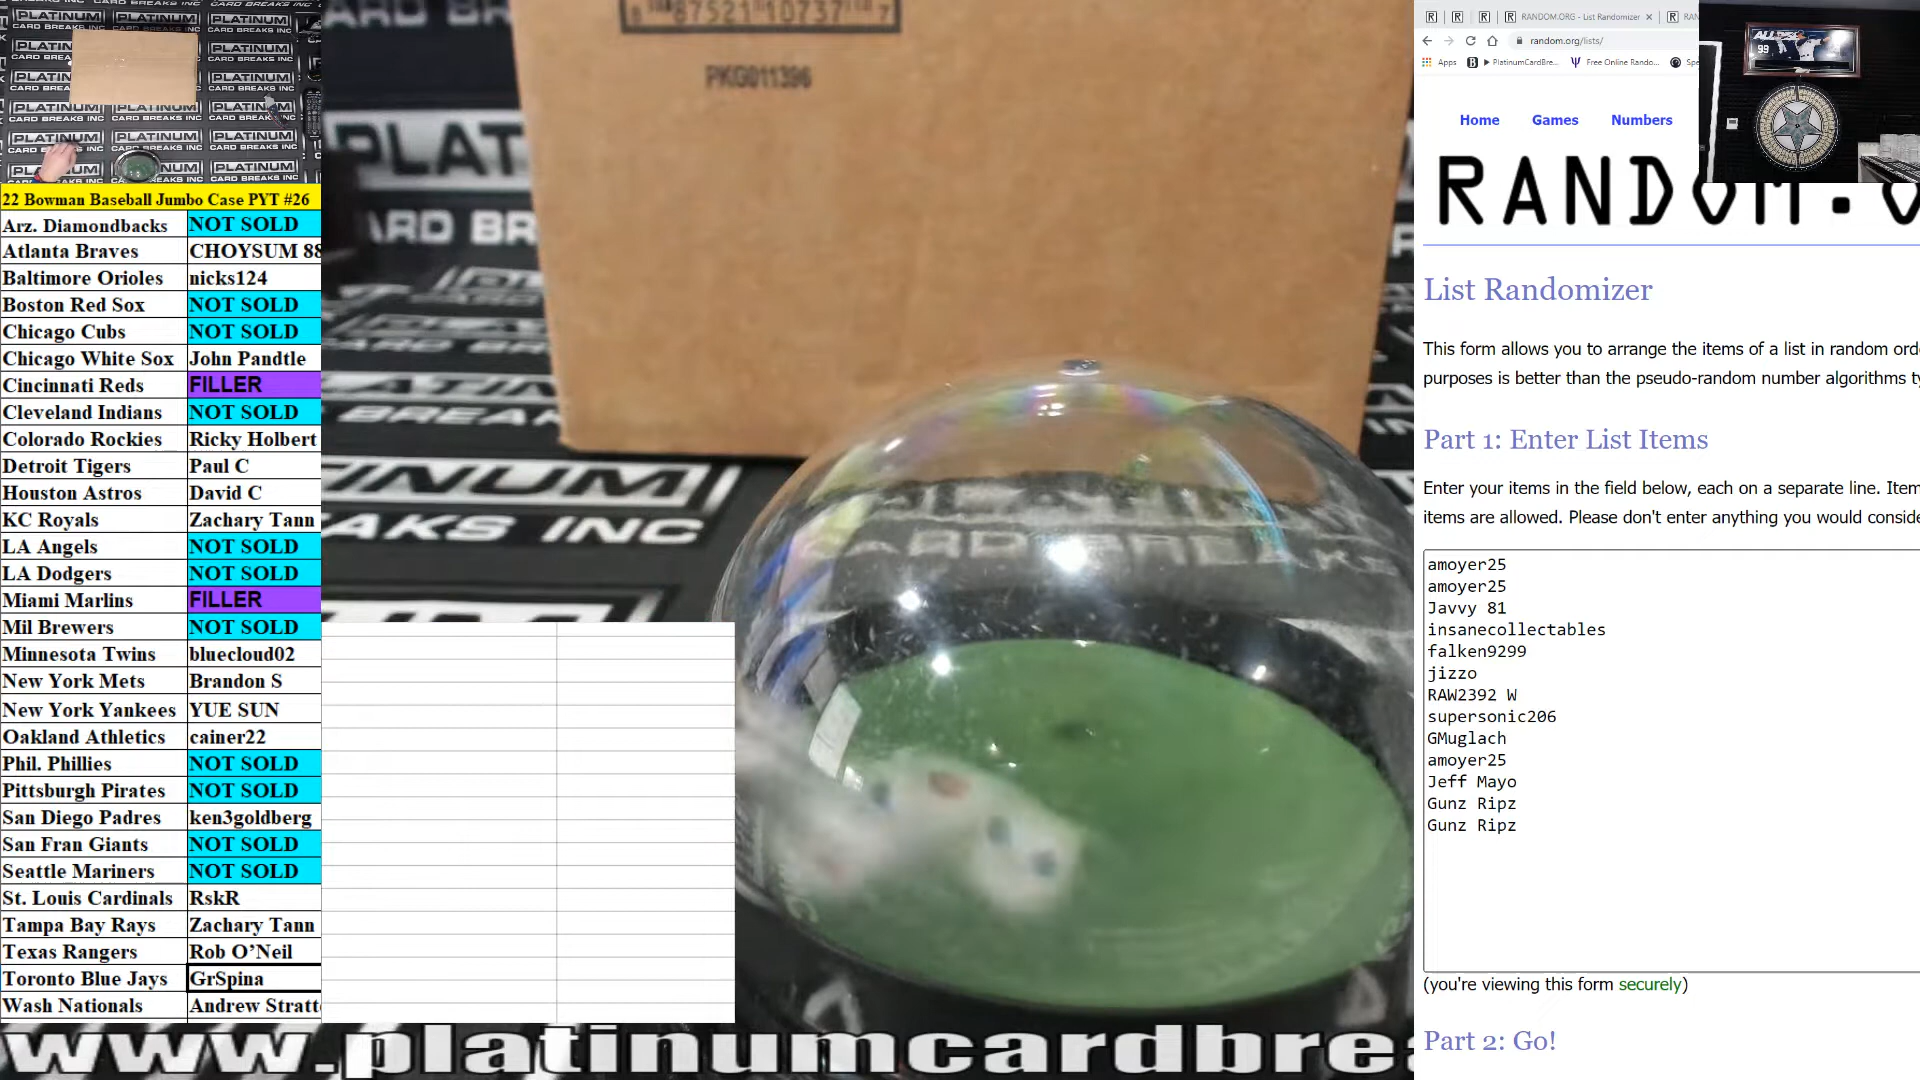 22 Bowman Baseball Jumbo Case PYT #26
Arz. Diamondbacks NOT SOLD
Atlanta Braves CHOYSUM 88
Baltimore Orioles nicks124
Boston Red Sox NOT SOLD
Chicago Cubs NOT SOLD
Chicago White Sox John Pandtle
Cincinnati Reds FILLER
Cleveland Indians NOT SOLD
Colorado Rockies Ricky Holbert
Detroit Tigers Paul C
Houston Astros David C
KC Royals Zachary Tann
LA Angels NOT SOLD
LA Dodgers NOT SOLD
Miami Marlins FILLER
Mil Brewers NOT SOLD
Minnesota Twins bluecloud02
New York Mets Brandon S
New York Yankees YUE SUN
Oakland Athletics cainer22
Phil. Phillies NOT SOLD
Pittsburgh Pirates NOT SOLD
San Diego Padres ken3goldberg
San Fran Giants NOT SOLD
Seattle Mariners NOT SOLD
St. Louis Cardinals RskR
Tampa Bay Rays Zachary Tann
Texas Rangers Rob O’Neil
Toronto Blue Jays GrSpina
Wash Nationals Andrew Stratt
www.platinumcardbrea
PKG011396
PLATINUM
CARD BREAKS INC
RANDOM.ORG - List Randomizer
random.org/lists/
Apps
PlatinumCardBre...
Free Online Rando...
Home Games Numbers
RANDOM.O
List Randomizer
This form allows you to arrange the items of a list in random ord
purposes is better than the pseudo-random number algorithms ty
Part 1: Enter List Items
Enter your items in the field below, each on a separate line. Item
items are allowed. Please don't enter anything you would conside
amoyer25
amoyer25
Javvy 81
insanecollectables
falken9299
jizzo
RAW2392 W
supersonic206
GMuglach
amoyer25
Jeff Mayo
Gunz Ripz
Gunz Ripz
(you're viewing this form securely)
Part 2: Go!